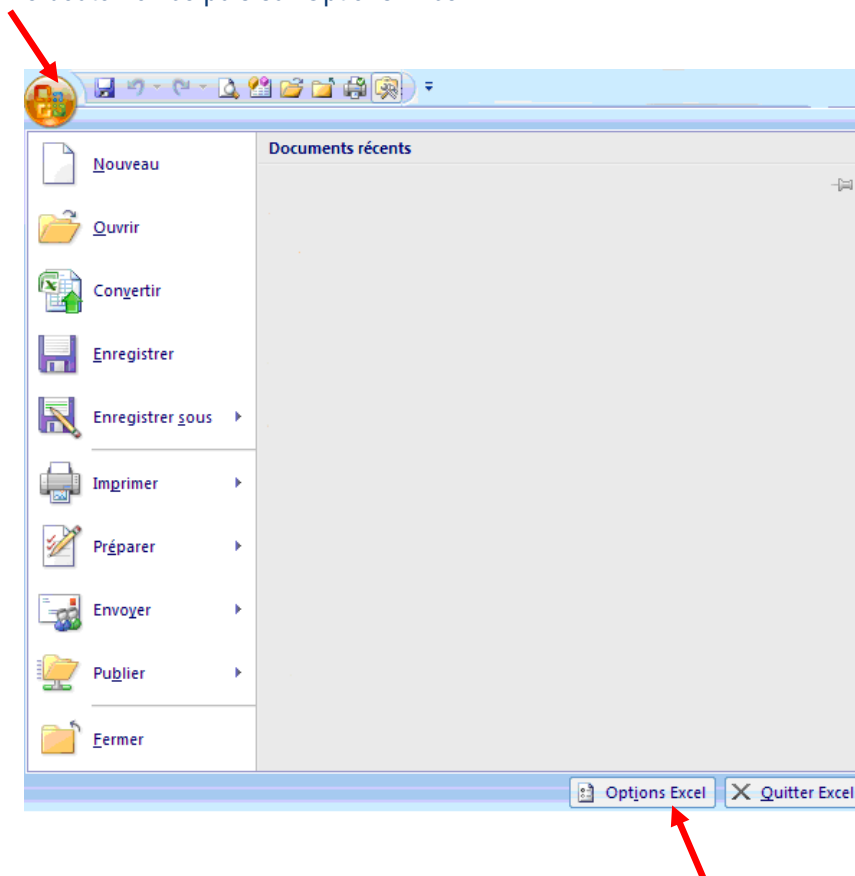 Documents récents
Nouveau
Ouvrir
Convertir
Enregistrer
Enregistrer sous
Imprimer
Préparer
Envoyer
Publier
Fermer
Options Excel
Quitter Excel